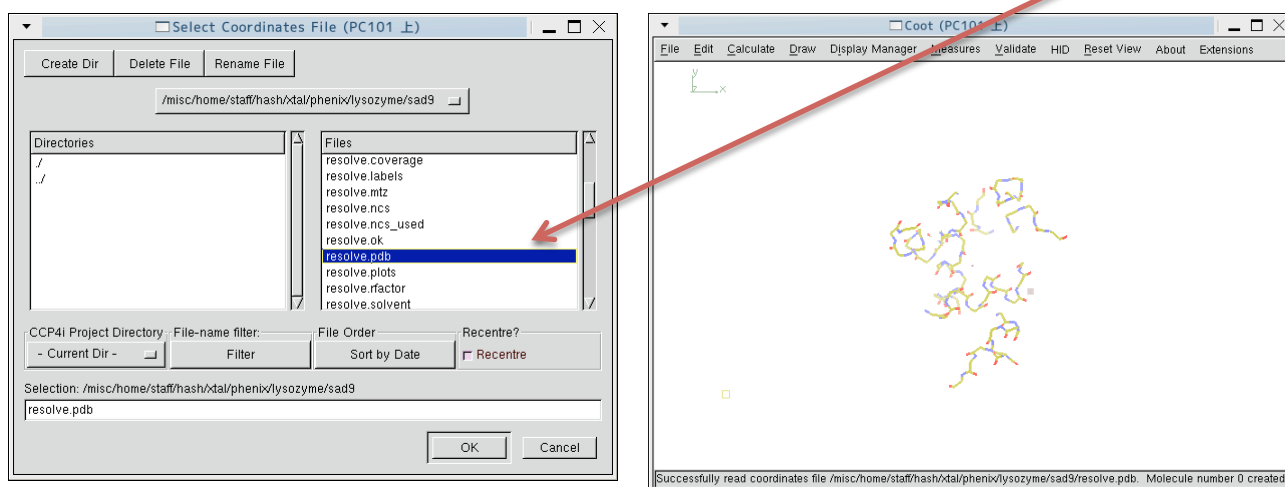 Select Coordinates File (PC101 上)
Create Dir Delete File Rename File
/misc/home/staff/hash/xtal/phenix/lysozyme/sad9
Directories
./
../
Files
resolve.coverage
resolve.labels
resolve.mtz
resolve.ncs
resolve.ncs_used
resolve.ok
resolve.pdb
resolve.plots
resolve.rfactor
resolve.solvent
CCP4i Project Directory File-name filter: File Order Recentre?
- Current Dir - Filter Sort by Date Recentre
Selection: /misc/home/staff/hash/xtal/phenix/lysozyme/sad9
resolve.pdb
OK Cancel
Coot (PC101 上)
File Edit Calculate Draw Display Manager Measures Validate HID Reset View About Extensions
y
z x
Successfully read coordinates file /misc/home/staff/hash/xtal/phenix/lysozyme/sad9/resolve.pdb. Molecule number 0 created